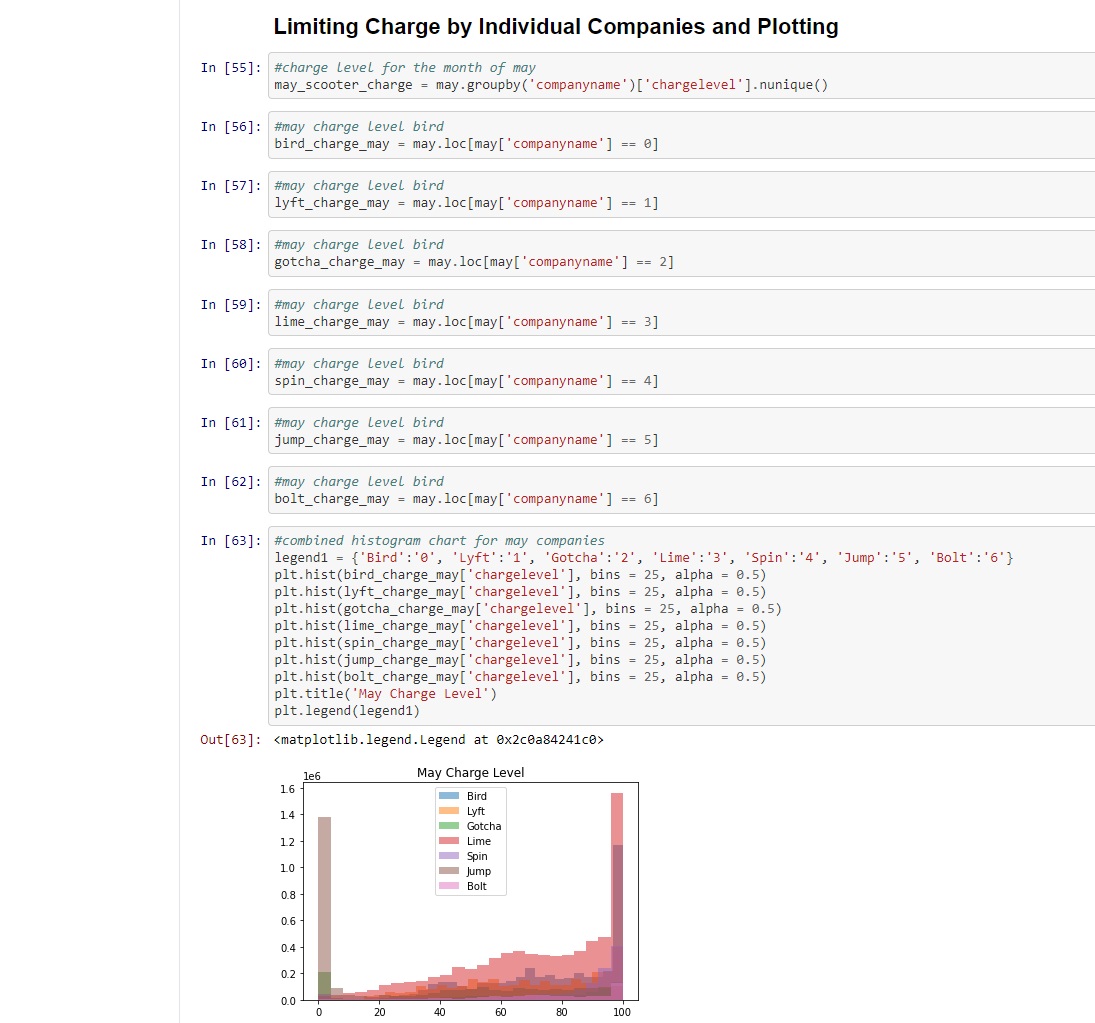 Limiting Charge by Individual Companies and Plotting
In [55]:
#charge level for the month of may
may_scooter_charge = may.groupby('companyname')['chargelevel'].nunique()
In [56]:
#may charge level bird
bird_charge_may = may.loc[may['companyname'] == 0]
In [57]:
#may charge level bird
lyft_charge_may = may.loc[may['companyname'] == 1]
In [58]:
#may charge level bird
gotcha_charge_may = may.loc[may['companyname'] == 2]
In [59]:
#may charge level bird
lime_charge_may = may.loc[may['companyname'] == 3]
In [60]:
#may charge level bird
spin_charge_may = may.loc[may['companyname'] == 4]
In [61]:
#may charge level bird
jump_charge_may = may.loc[may['companyname'] == 5]
In [62]:
#may charge level bird
bolt_charge_may = may.loc[may['companyname'] == 6]
In [63]:
#combined histogram chart for may companies
legend1 = {'Bird':'0', 'Lyft':'1', 'Gotcha':'2', 'Lime':'3', 'Spin':'4', 'Jump':'5', 'Bolt':'6'}
plt.hist(bird_charge_may['chargelevel'], bins = 25, alpha = 0.5)
plt.hist(lyft_charge_may['chargelevel'], bins = 25, alpha = 0.5)
plt.hist(gotcha_charge_may['chargelevel'], bins = 25, alpha = 0.5)
plt.hist(lime_charge_may['chargelevel'], bins = 25, alpha = 0.5)
plt.hist(spin_charge_may['chargelevel'], bins = 25, alpha = 0.5)
plt.hist(jump_charge_may['chargelevel'], bins = 25, alpha = 0.5)
plt.hist(bolt_charge_may['chargelevel'], bins = 25, alpha = 0.5)
plt.title('May Charge Level')
plt.legend(legend1)
Out[63]: <matplotlib.legend.Legend at 0x2c0a84241c0>
May Charge Level
1e6
1.6
1.4
1.2
1.0
0.8
0.6
0.4
0.2
0.0
Bird
Lyft
Gotcha
Lime
Spin
Jump
Bolt
0 20 40 60 80 100